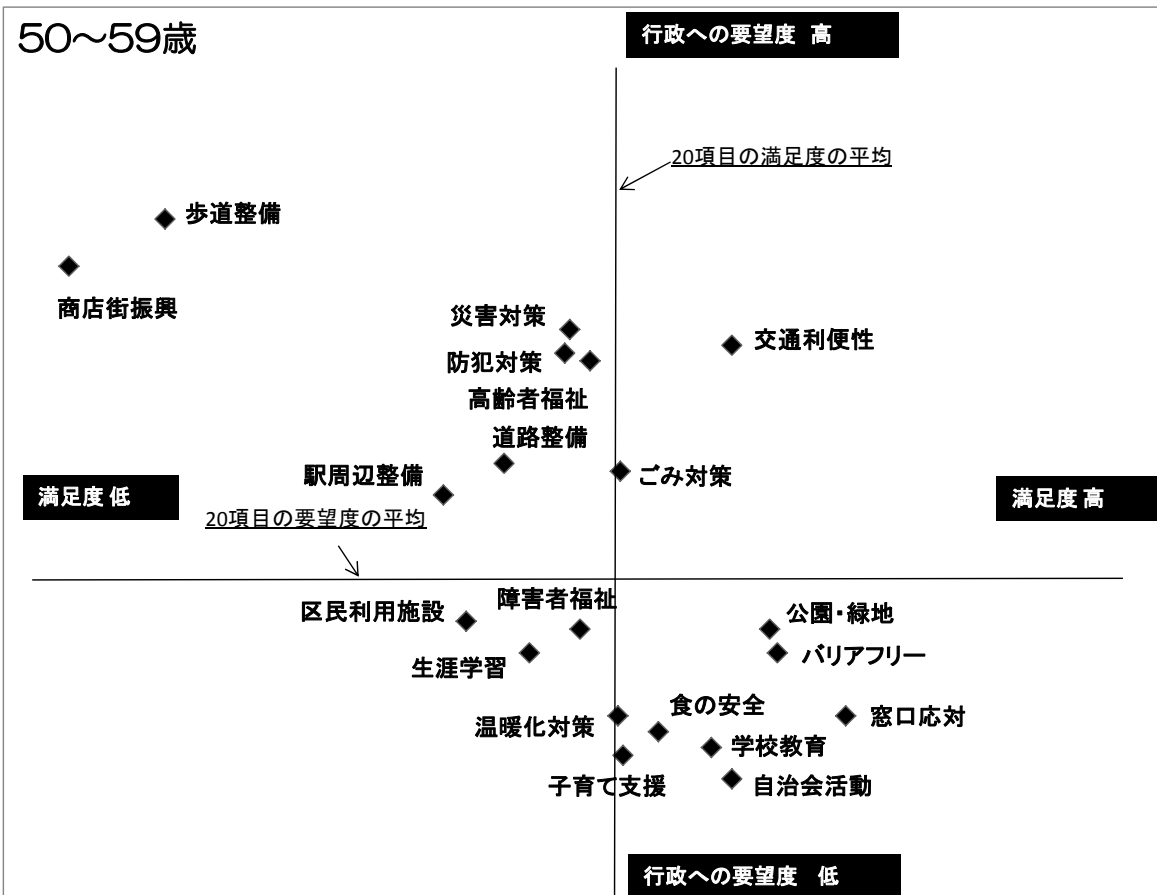 50～59歳
行政への要望度 高
20項目の満足度の平均
歩道整備
商店街振興
災害対策
交通利便性
防犯対策
高齢者福祉
道路整備
駅周辺整備
ごみ対策
満足度 低
満足度 高
20項目の要望度の平均
障害者福祉
区民利用施設
公園・緑地
生涯学習
バリアフリー
食の安全
温暖化対策
窓口応対
学校教育
子育て支援
自治会活動
行政への要望度 低